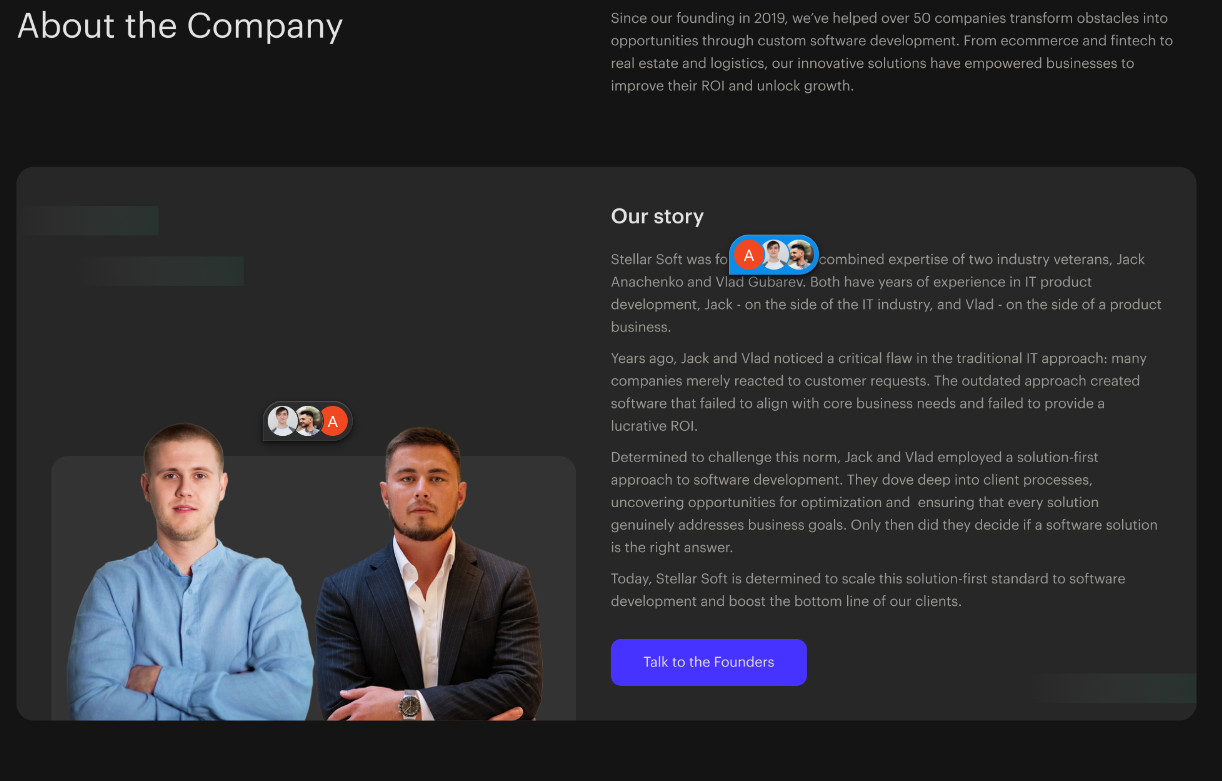 About the Company
Since our founding in 2019, we've helped over 50 companies transform obstacles into
opportunities through custom software development. From ecommerce and fintech to
real estate and logistics, our innovative solutions have empowered businesses to
improve their ROI and unlock growth.
Our story
Stellar Soft was fo A combined expertise of two industry veterans, Jack
Anachenko and Vlad Gubarev. Both have years of experience in IT product
development, Jack - on the side of the IT industry, and Vlad - on the side of a product
business.
Years ago, Jack and Vlad noticed a critical flaw in the traditional IT approach: many
companies merely reacted to customer requests. The outdated approach created
software that failed to align with core business needs and failed to provide a
lucrative ROI.
Determined to challenge this norm, Jack and Vlad employed a solution-first
approach to software development. They dove deep into client processes,
uncovering opportunities for optimization and  ensuring that every solution
genuinely addresses business goals. Only then did they decide if a software solution
is the right answer.
Today, Stellar Soft is determined to scale this solution-first standard to software
development and boost the bottom line of our clients.
Talk to the Founders
A